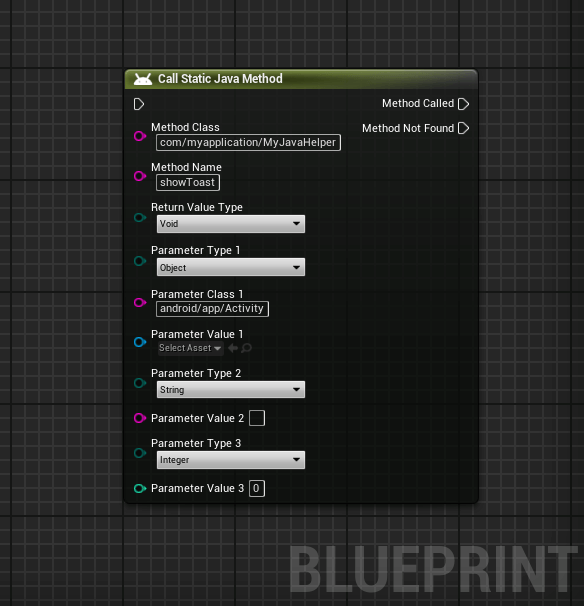 Call Static Java Method
Method Called
Method Not Found
Method Class
com/myapplication/MyJavaHelper
Method Name
showToast
Return Value Type
Void
Parameter Type 1
Object
Parameter Class 1
android/app/Activity
Parameter Value 1
Select Asset
Parameter Type 2
String
Parameter Value 2
Parameter Type 3
Integer
Parameter Value 3 0
BLUEPRINT